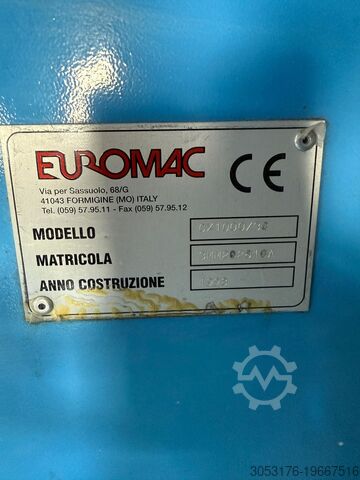 EUROMAC
CE
Via per Sassuolo, 68/G
41043 FORMIGINE (MO) ITALY
Tel. (059) 57.95.11 - Fax (059) 57.95.12
MODELLO
MATRICOLA
ANNO COSTRUZIONE
3053176-19667516